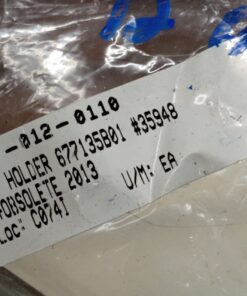 -012-0110
HOLDER 677135B01 #35948
*OBSOLETE 2013
LOC: C0741 U/M: EA